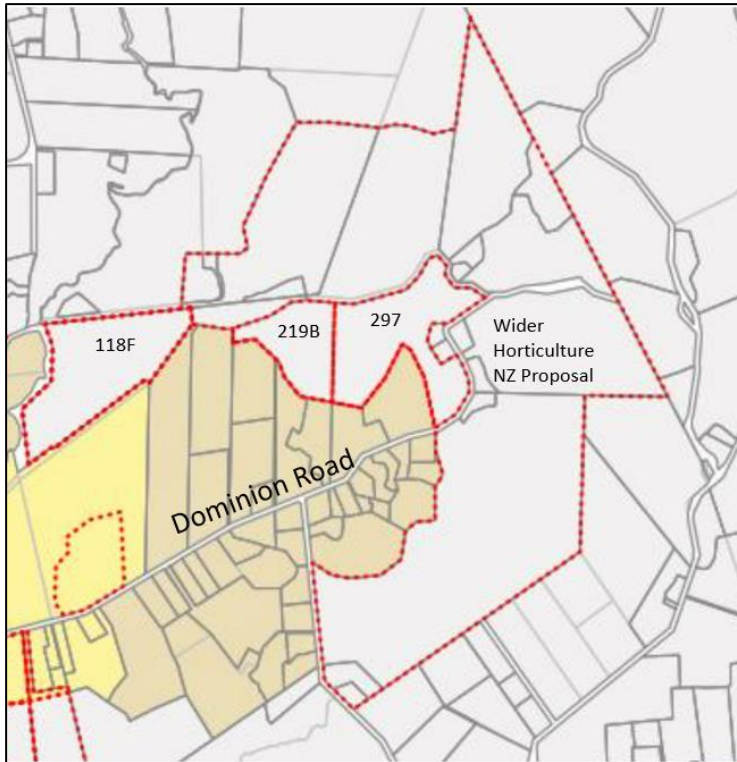 118F
219B
297
Wider
Horticulture
NZ Proposal
Dominion Road